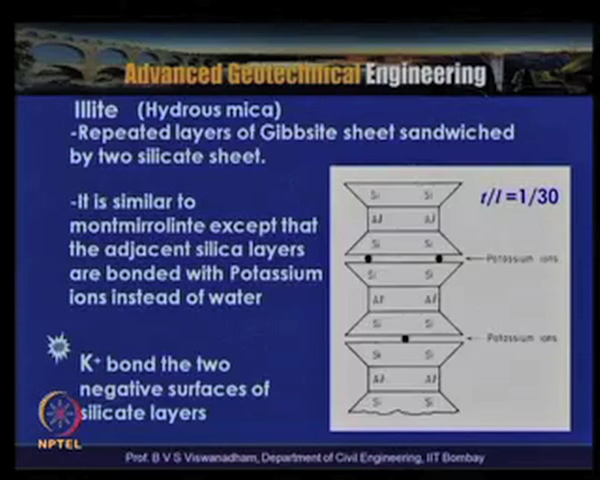 Advanced Geotechnical Engineering
Illite (Hydrous mica)
-Repeated layers of Gibbsite sheet sandwiched
by two silicate sheet.
-It is similar to
montmirrolinte except that
the adjacent silica layers
are bonded with Potassium
ions instead of water
K+ bond the two
negative surfaces of
silicate layers
t/l =1/30
Si Si
Al Al
Si Si
Potassium ions
Si Si
Al Al
Si Si
Potassium ions
Si Si
Al Al
Si Si
NPTEL
Prof. B V S Viswanadham, Department of Civil Engineering, IIT Bombay